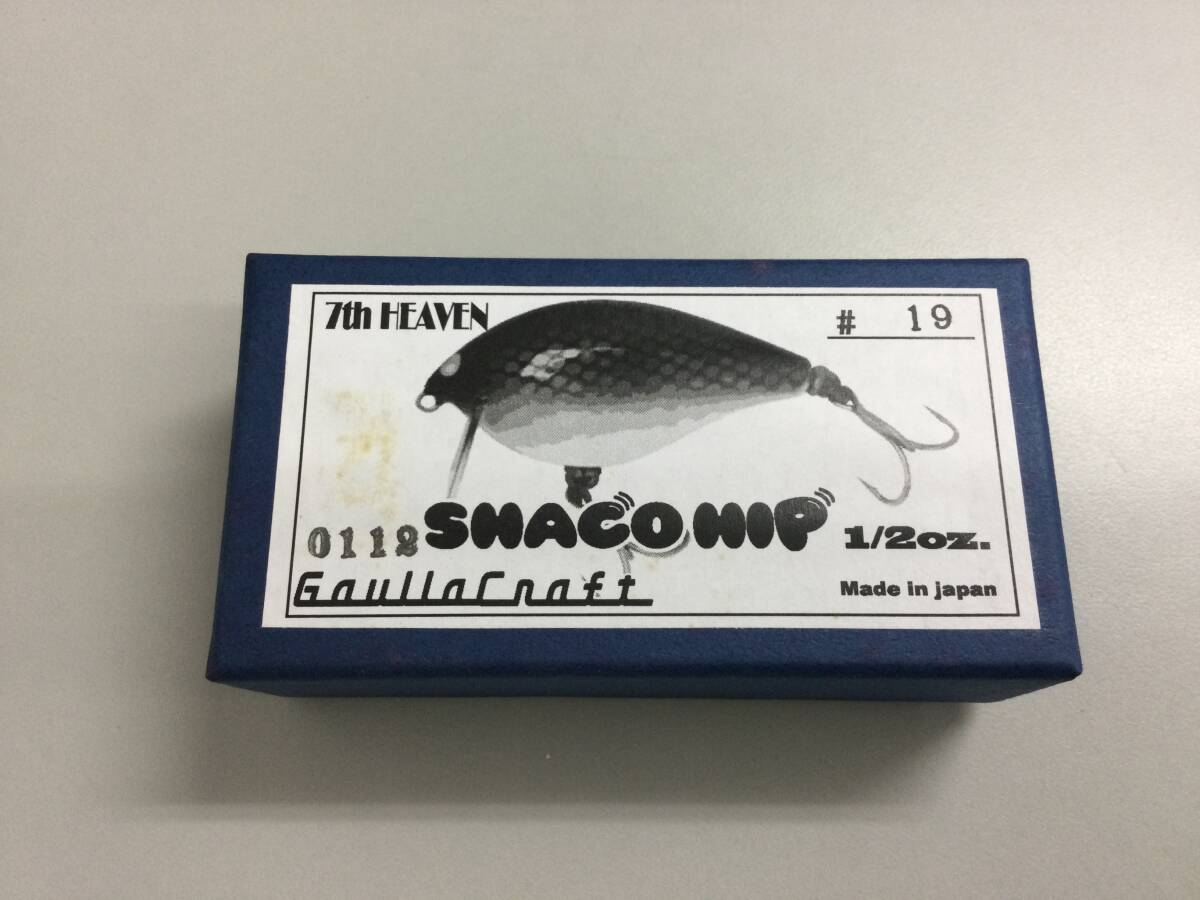 7th HEAVEN
# 19
0112 SHACO HIP 1/2oz.
GaullaCraft
Made in japan